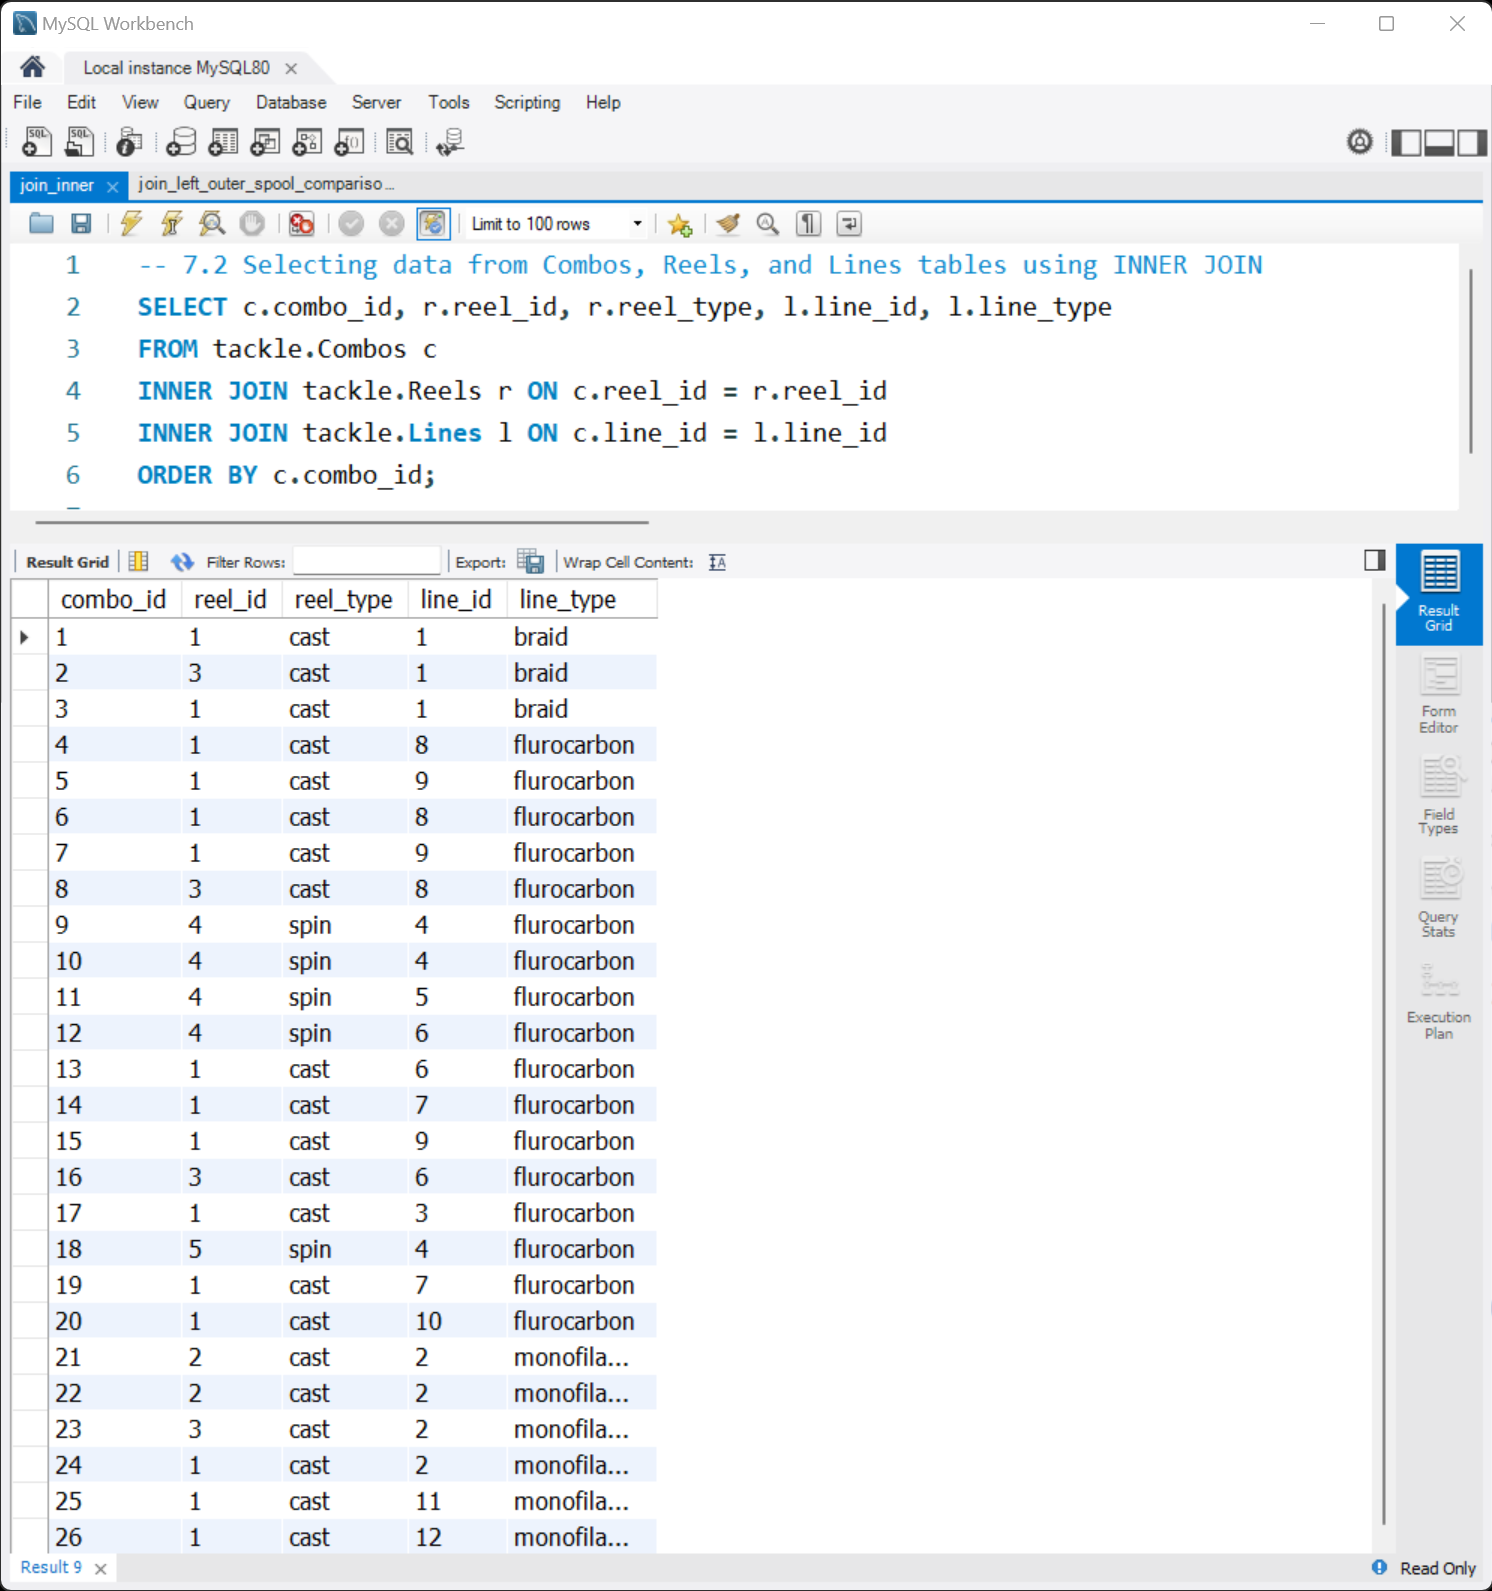 MySQL Workbench
Local instance MySQL80
File Edit View Query Database Server Tools Scripting Help
join_inner join_left_outer_spool_compariso...
Limit to 100 rows
1 -- 7.2 Selecting data from Combos, Reels, and Lines tables using INNER JOIN
2 SELECT c.combo_id, r.reel_id, r.reel_type, l.line_id, l.line_type
3 FROM tackle.Combos c
4 INNER JOIN tackle.Reels r ON c.reel_id = r.reel_id
5 INNER JOIN tackle.Lines l ON c.line_id = l.line_id
6 ORDER BY c.combo_id;
Result Grid Filter Rows: Export: Wrap Cell Content:
combo_id reel_id reel_type line_id line_type
1 1 cast 1 braid
2 3 cast 1 braid
3 1 cast 1 braid
4 1 cast 8 flurocarbon
5 1 cast 9 flurocarbon
6 1 cast 8 flurocarbon
7 1 cast 9 flurocarbon
8 3 cast 8 flurocarbon
9 4 spin 4 flurocarbon
10 4 spin 4 flurocarbon
11 4 spin 5 flurocarbon
12 4 spin 6 flurocarbon
13 1 cast 6 flurocarbon
14 1 cast 7 flurocarbon
15 1 cast 9 flurocarbon
16 3 cast 6 flurocarbon
17 1 cast 3 flurocarbon
18 5 spin 4 flurocarbon
19 1 cast 7 flurocarbon
20 1 cast 10 flurocarbon
21 2 cast 2 monofila...
22 2 cast 2 monofila...
23 3 cast 2 monofila...
24 1 cast 2 monofila...
25 1 cast 11 monofila...
26 1 cast 12 monofila...
Result
Grid
Form
Editor
Field
Types
Query
Stats
Execution
Plan
Result 9
Read Only